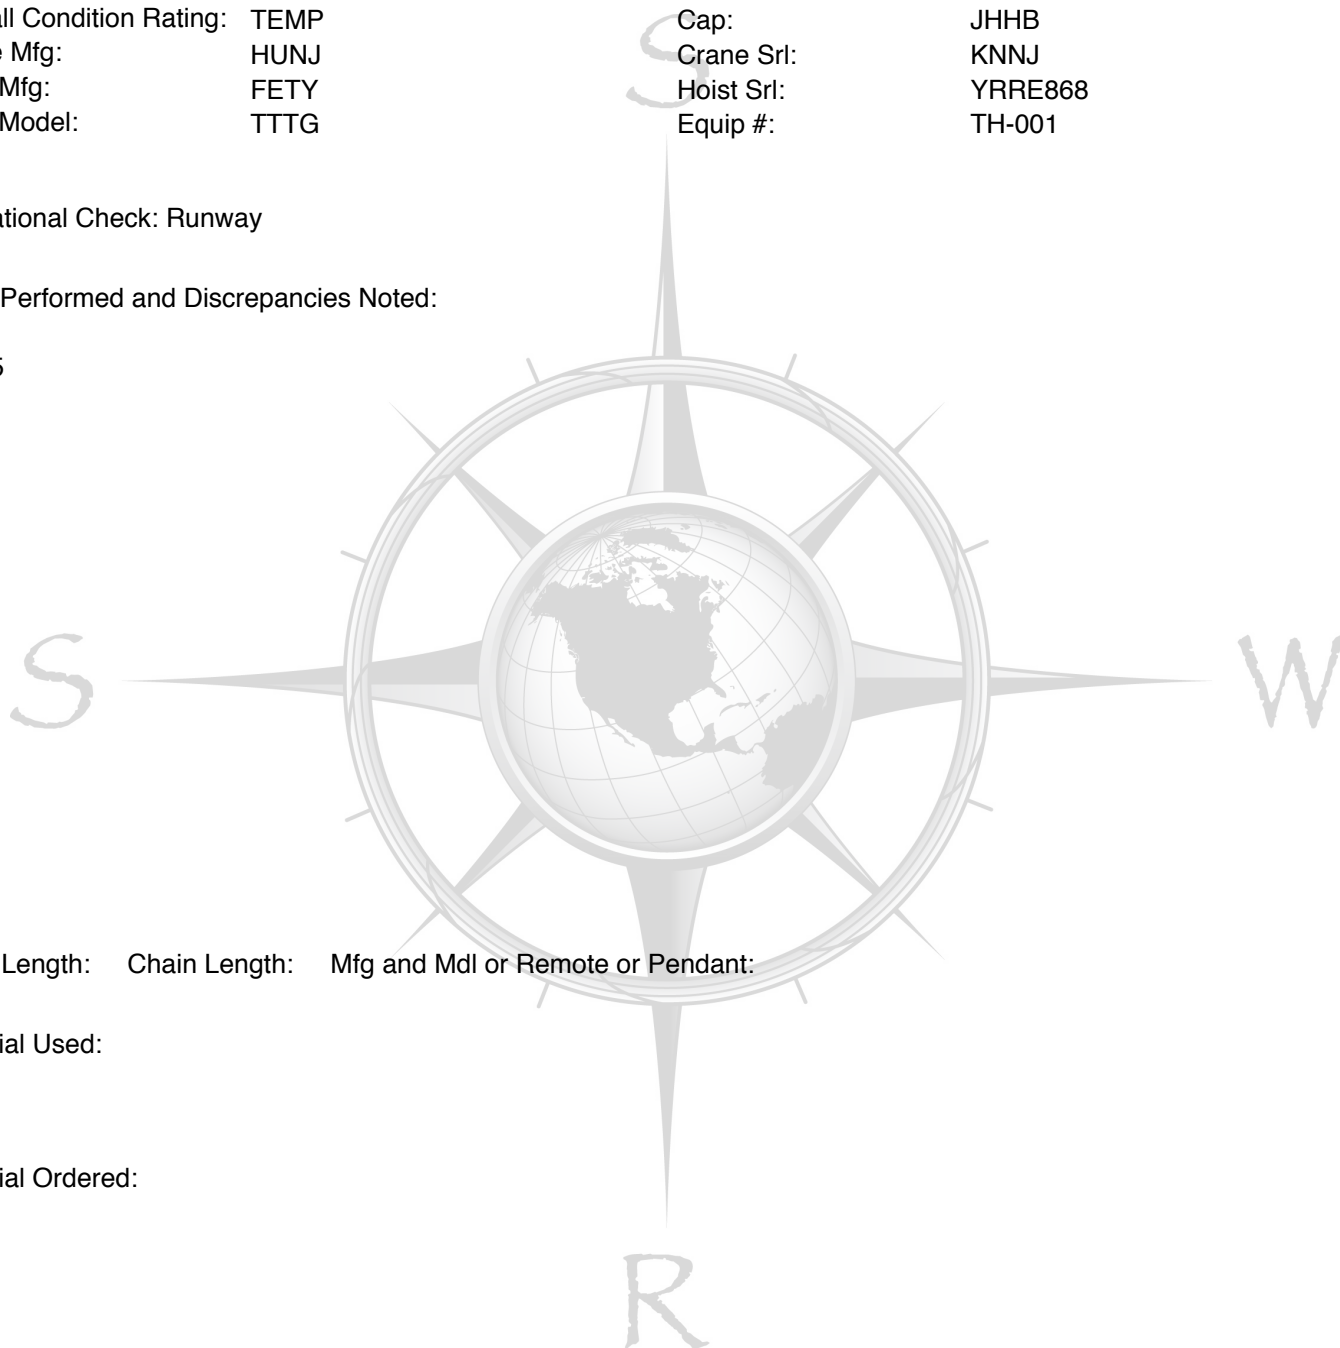 all Condition Rating: TEMP Cap: JHHB
e Mfg: HUNJ Crane Srl: KNNJ
Mfg: FETY Hoist Srl: YRRE868
Model: TTTG Equip #: TH-001
ational Check: Runway
Performed and Discrepancies Noted:
5
Length: Chain Length: Mfg and Mdl or Remote or Pendant:
ial Used:
ial Ordered:
S
S
W
R